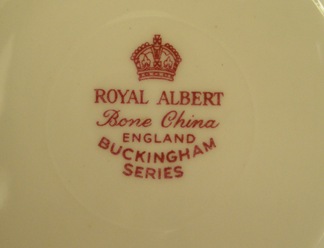 ROYAL ALBERT
Bone China
ENGLAND
BUCKINGHAM
SERIES